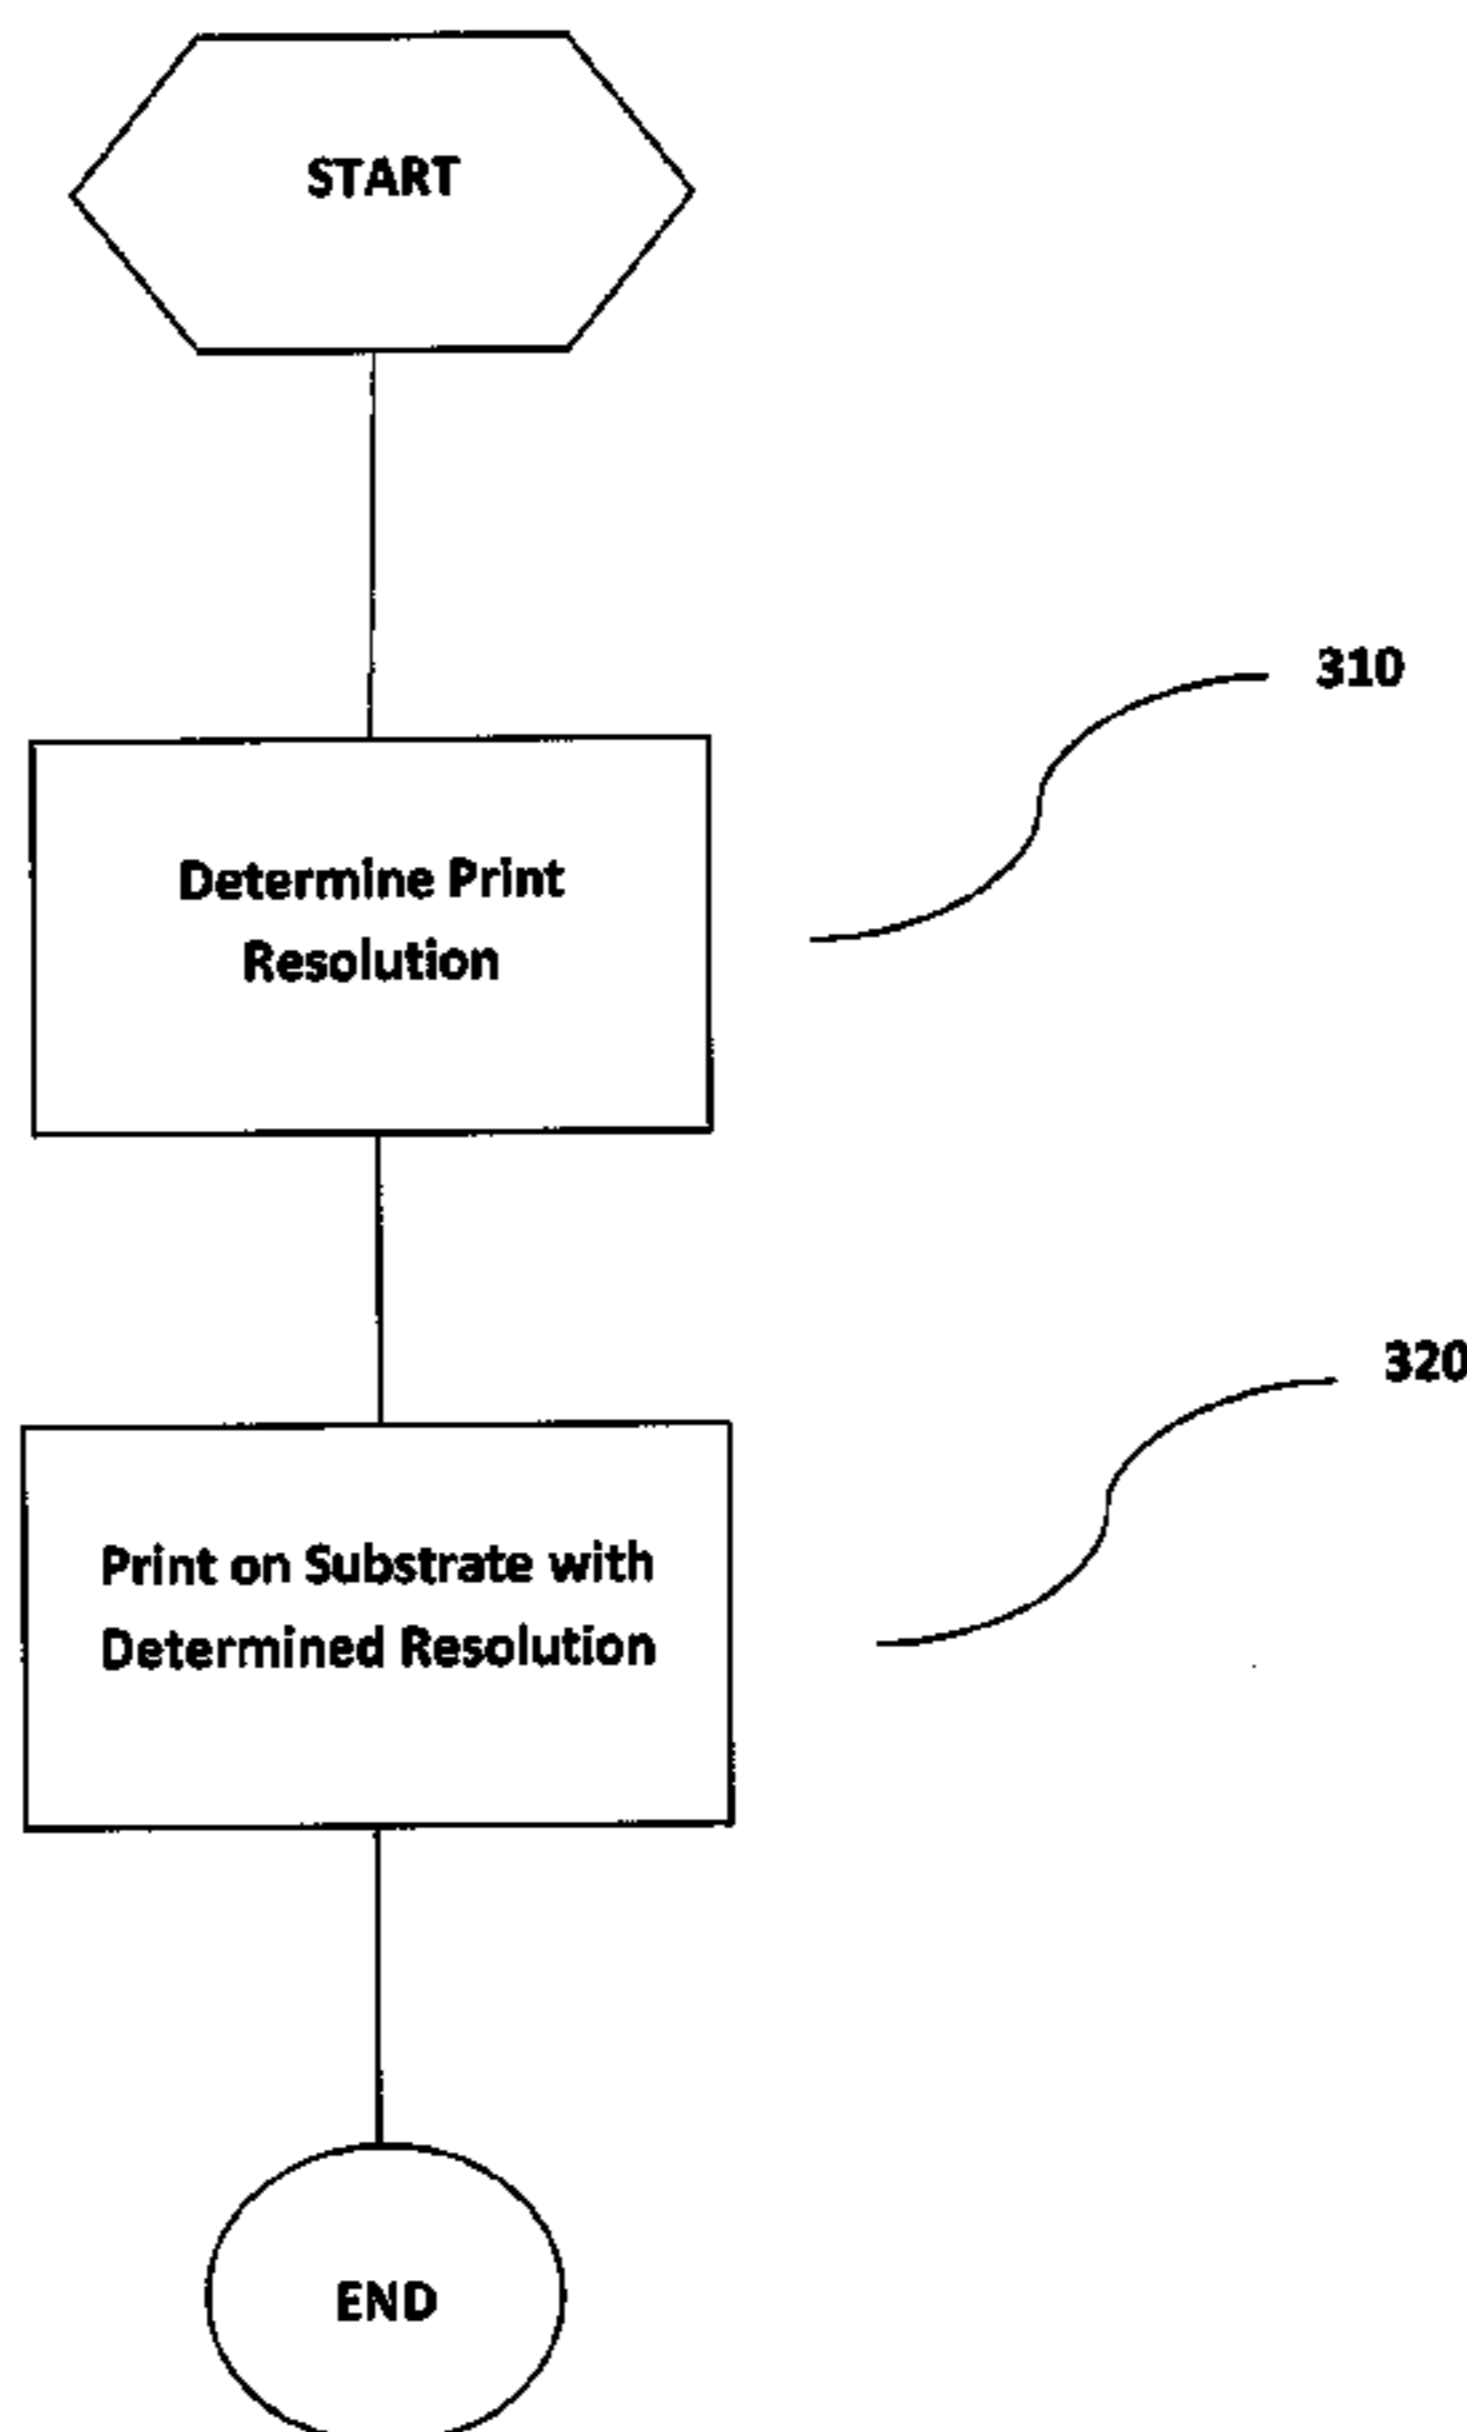 START
310
Determine Print
Resolution
320
Print on Substrate with
Determined Resolution
END